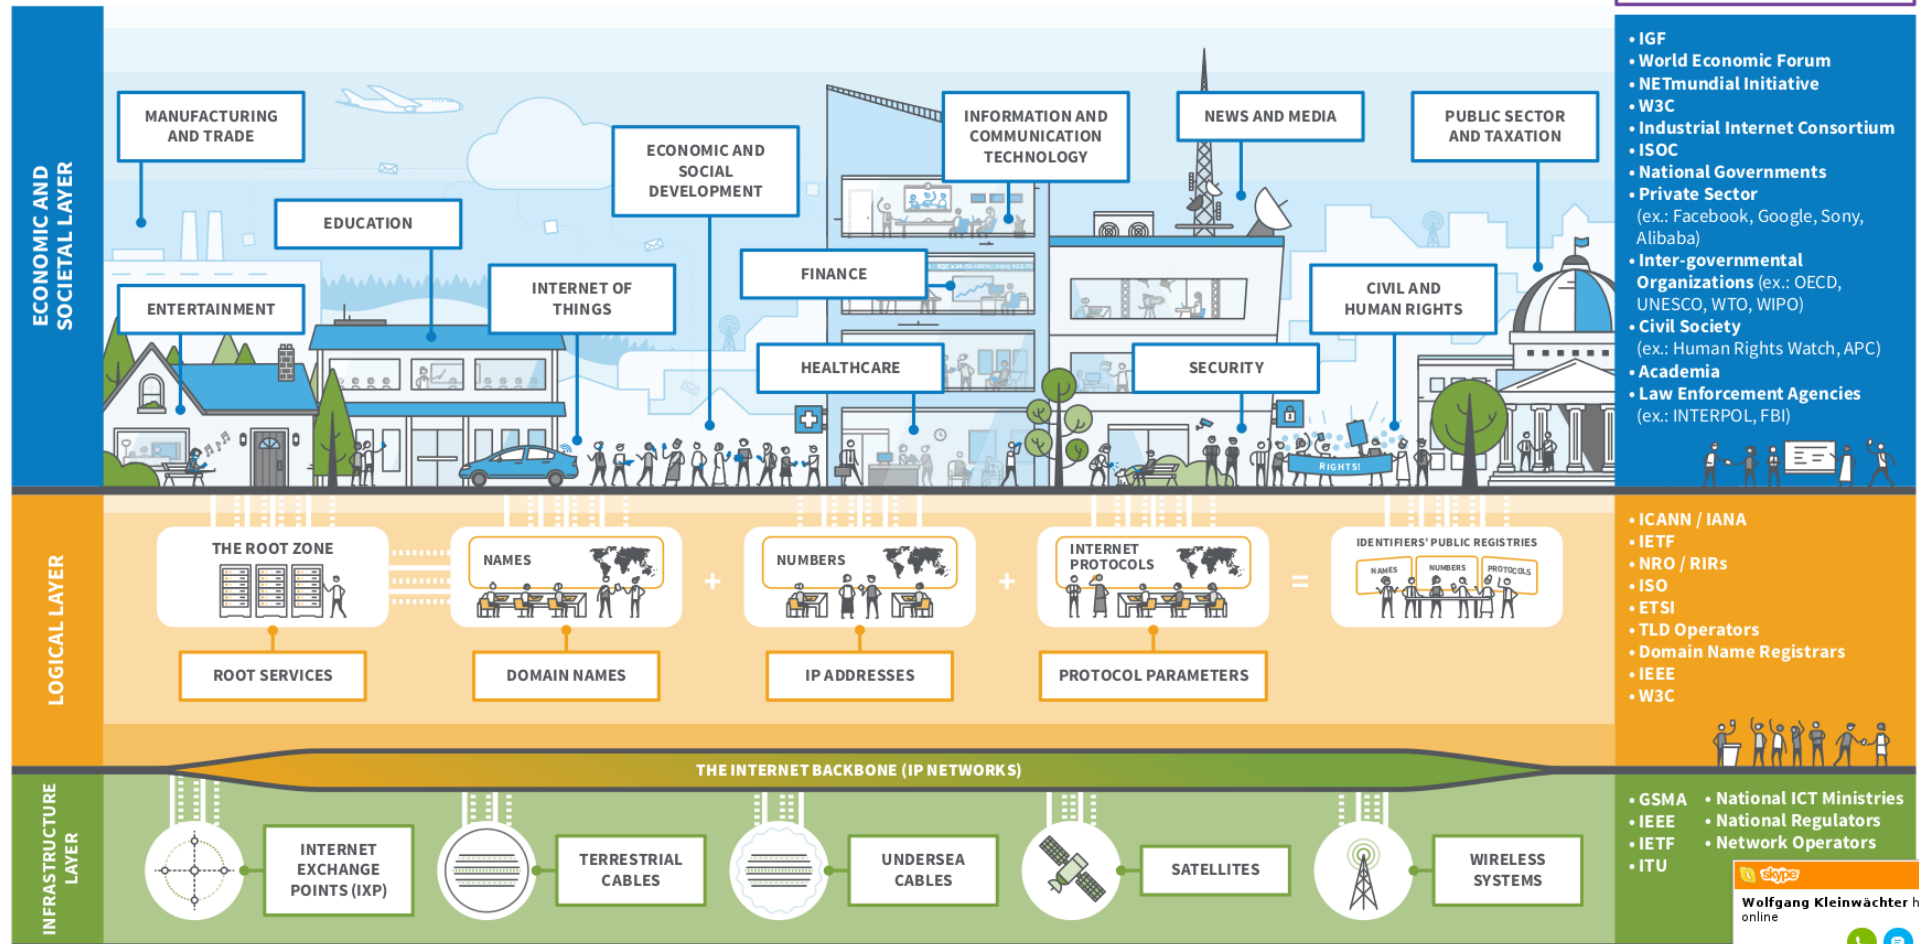 ECONOMIC AND
SOCIETAL LAYER
MANUFACTURING
AND TRADE
EDUCATION
ENTERTAINMENT
INTERNET OF
THINGS
ECONOMIC AND
SOCIAL
DEVELOPMENT
FINANCE
HEALTHCARE
INFORMATION AND
COMMUNICATION
TECHNOLOGY
NEWS AND MEDIA
SECURITY
CIVIL AND
HUMAN RIGHTS
PUBLIC SECTOR
AND TAXATION
RIGHTS!
• IGF
• World Economic Forum
• NETmundial Initiative
• W3C
• Industrial Internet Consortium
• ISOC
• National Governments
• Private Sector
(ex.: Facebook, Google, Sony,
Alibaba)
• Inter-governmental
Organizations (ex.: OECD,
UNESCO, WTO, WIPO)
• Civil Society
(ex.: Human Rights Watch, APC)
• Academia
• Law Enforcement Agencies
(ex.: INTERPOL, FBI)
LOGICAL LAYER
THE ROOT ZONE
ROOT SERVICES
NAMES
DOMAIN NAMES
+
NUMBERS
IP ADDRESSES
+
INTERNET
PROTOCOLS
PROTOCOL PARAMETERS
=
IDENTIFIERS' PUBLIC REGISTRIES
NAMES
NUMBERS
PROTOCOLS
• ICANN / IANA
• IETF
• NRO / RIRs
• ISO
• ETSI
• TLD Operators
• Domain Name Registrars
• IEEE
• W3C
THE INTERNET BACKBONE (IP NETWORKS)
INFRASTRUCTURE
LAYER
INTERNET
EXCHANGE
POINTS (IXP)
TERRESTRIAL
CABLES
UNDERSEA
CABLES
SATELLITES
WIRELESS
SYSTEMS
• GSMA
• IEEE
• IETF
• ITU
• National ICT Ministries
• National Regulators
• Network Operators
skype
Wolfgang Kleinwächter h
online